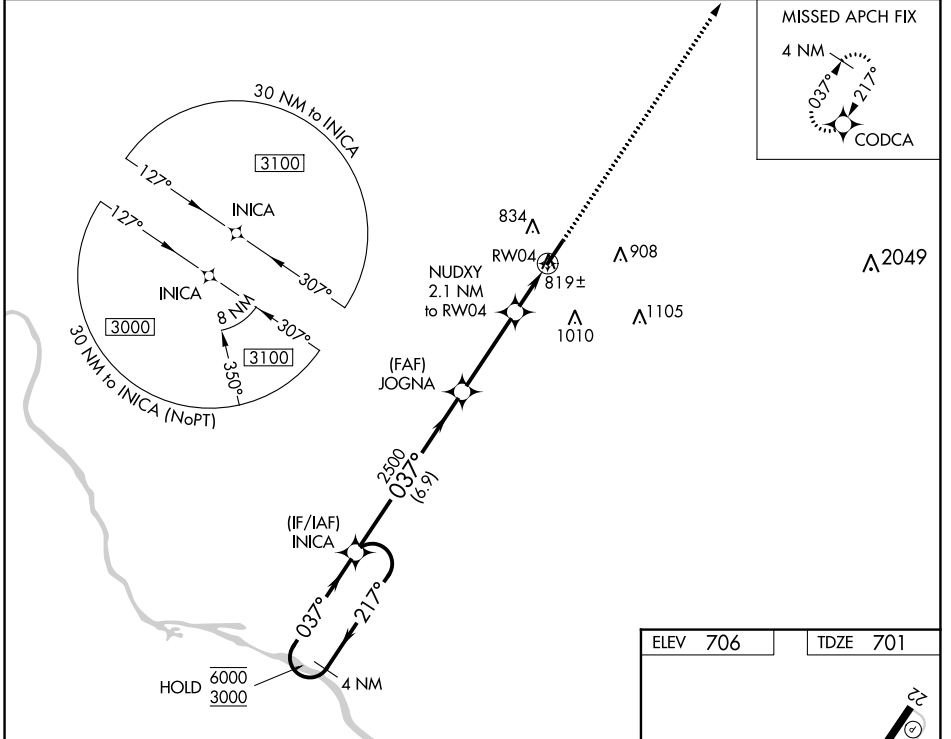 MISSED APCH FIX
4 NM
037°
217°
CODCA
30 NM to INICA
3100
127°
INICA
307°
127°
INICA
8 NM
307°
3000
3100
350°
30 NM to INICA (NoPT)
834
RW04
819±
908
2049
NUDXY
2.1 NM
to RW04
1010
1105
(FAF)
JOGNA
2500
037°
(6.9)
(IF/IAF)
INICA
037°
217°
HOLD
6000
3000
4 NM
ELEV 706
TDZE 701
22
P